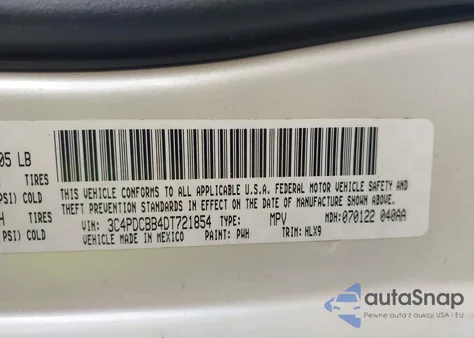 05 LB
TIRES
PSI) COLD
TIRES
PSI) COLD
THIS VEHICLE CONFORMS TO ALL APPLICABLE U.S.A. FEDERAL MOTOR VEHICLE SAFETY AND
THEFT PREVENTION STANDARDS IN EFFECT ON THE DATE OF MANUFACTURE SHOWN ABOVE.
VIN: 3C4PDCBB4DT721854 TYPE: MPV MDH: 070122 040AA
VEHICLE MADE IN MEXICO PAINT: PWH TRIM: HLX9
autoSnap
Pewne auta z aukcji USA i EU